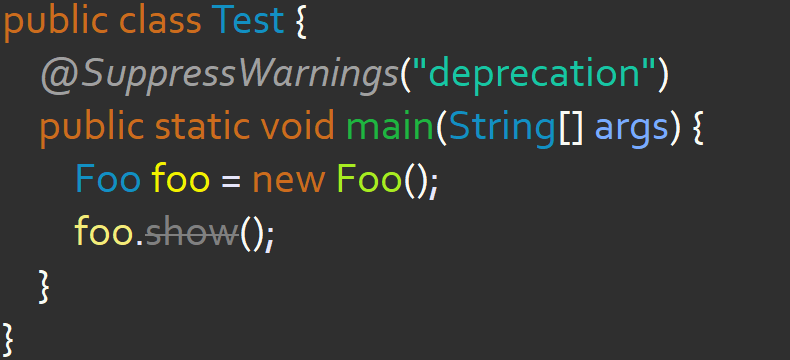 public class Test {
@SuppressWarnings("deprecation")
public static void main(String[] args) {
Foo foo = new Foo();
foo.show();
}
}